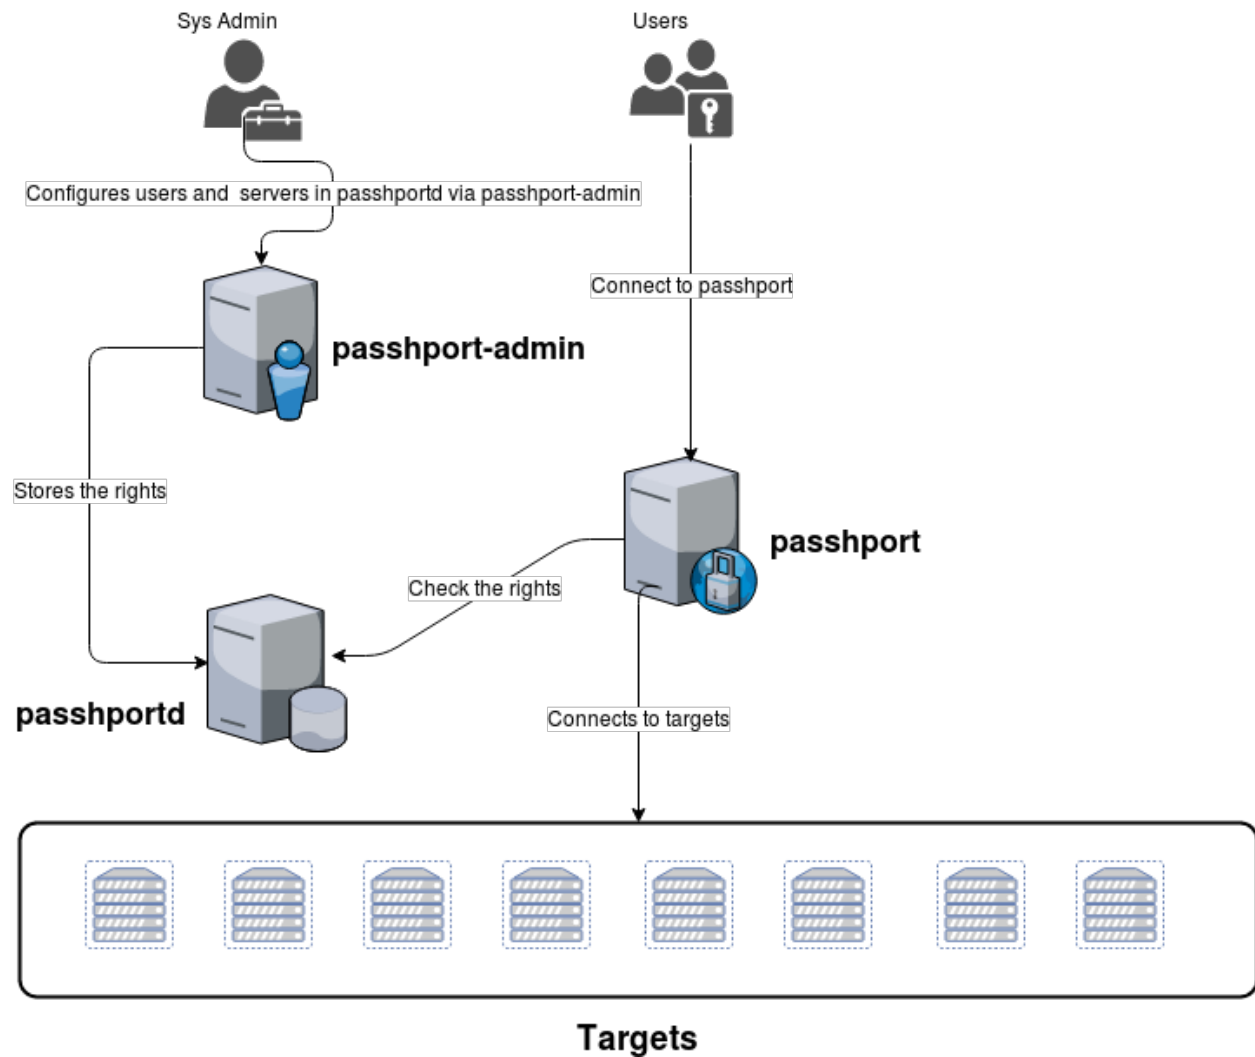 Sys Admin
Users
Configures users and  servers in passhportd via passhport-admin
Connect to passhport
passhport-admin
Stores the rights
passhport
Check the rights
passhportd
Connects to targets
Targets